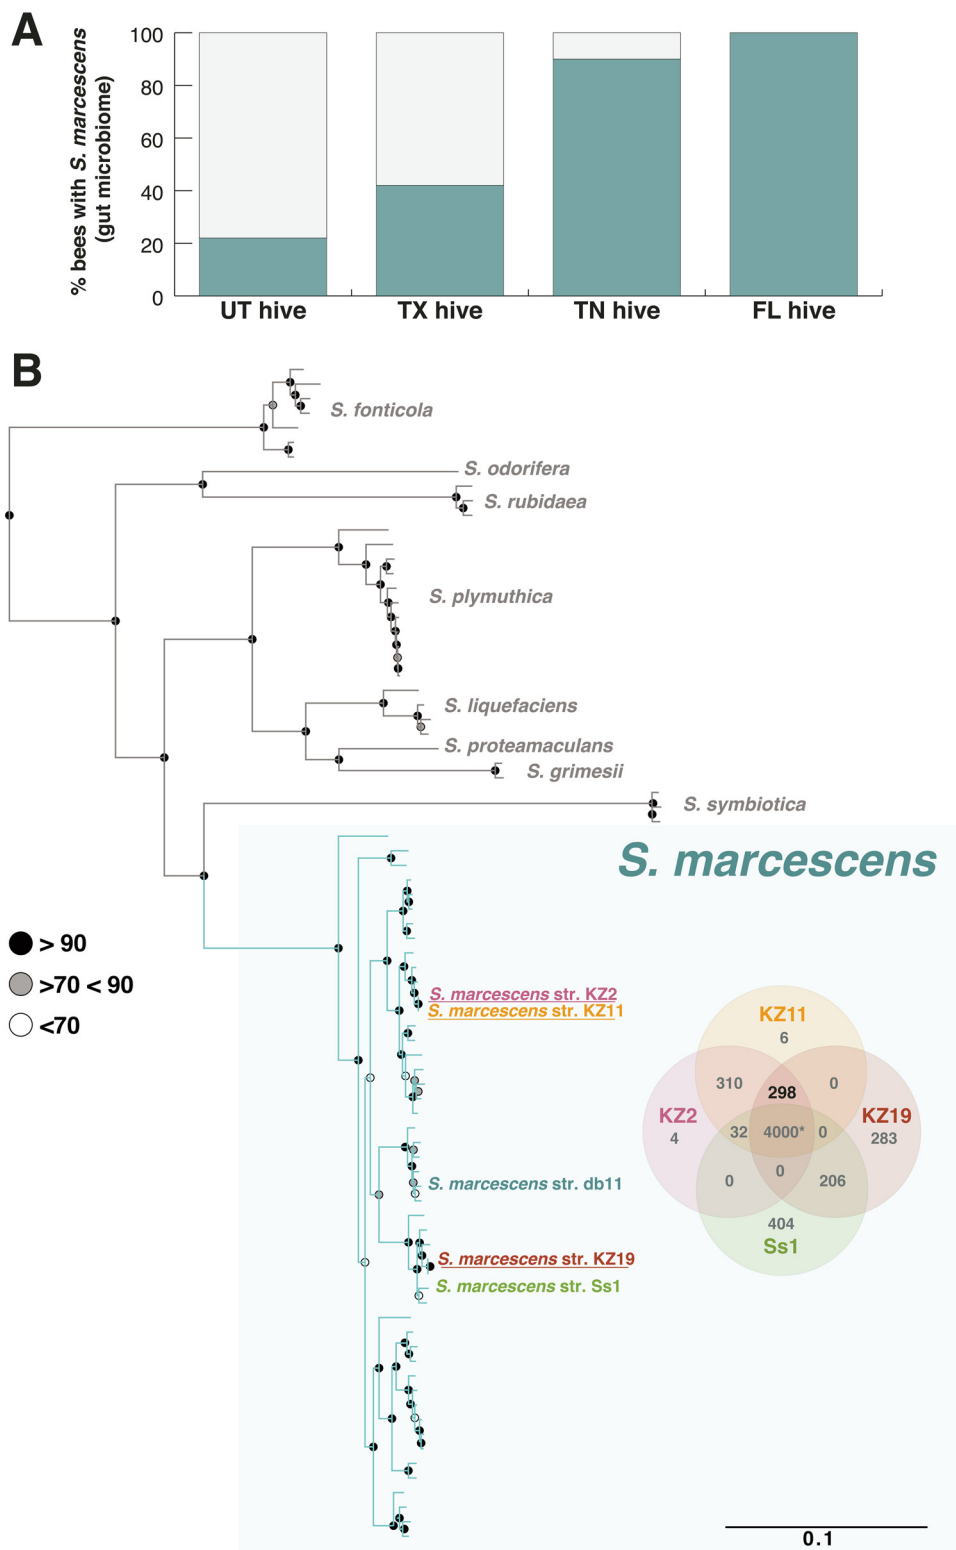 A
% bees with S. marcescens
(gut microbiome)
100
80
60
40
20
0
UT hive
TX hive
TN hive
FL hive
B
S. fonticola
S. odorifera
S. rubidaea
S. plymuthica
S. liquefaciens
S. proteamaculans
S. grimesii
S. symbiotica
S. marcescens
> 90
>70 < 90
<70
S. marcescens str. KZ2
S. marcescens str. KZ11
S. marcescens str. db11
S. marcescens str. KZ19
S. marcescens str. Ss1
KZ11
6
310
298
0
KZ2
4
32
4000*
0
KZ19
283
0
0
206
404
Ss1
0.1